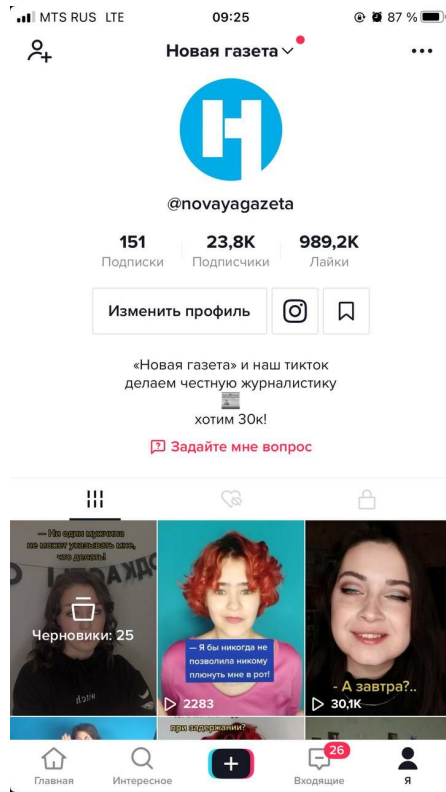 MTS RUS LTE 09:25 87 %
Новая газета
@novayagazeta
151 23,8K 989,2K
Подписки Подписчики Лайки
Изменить профиль
«Новая газета» и наш тикток
делаем честную журналистику
хотим 30к!
Задайте мне вопрос
— Ни один мужчина
не может указывать мне,
что делать!
Черновики: 25
— Я бы никогда не
позволила никому
плюнуть мне в рот!
2283
- А завтра?..
30,1K
при задержании?
26
Главная Интересное Входящие Я